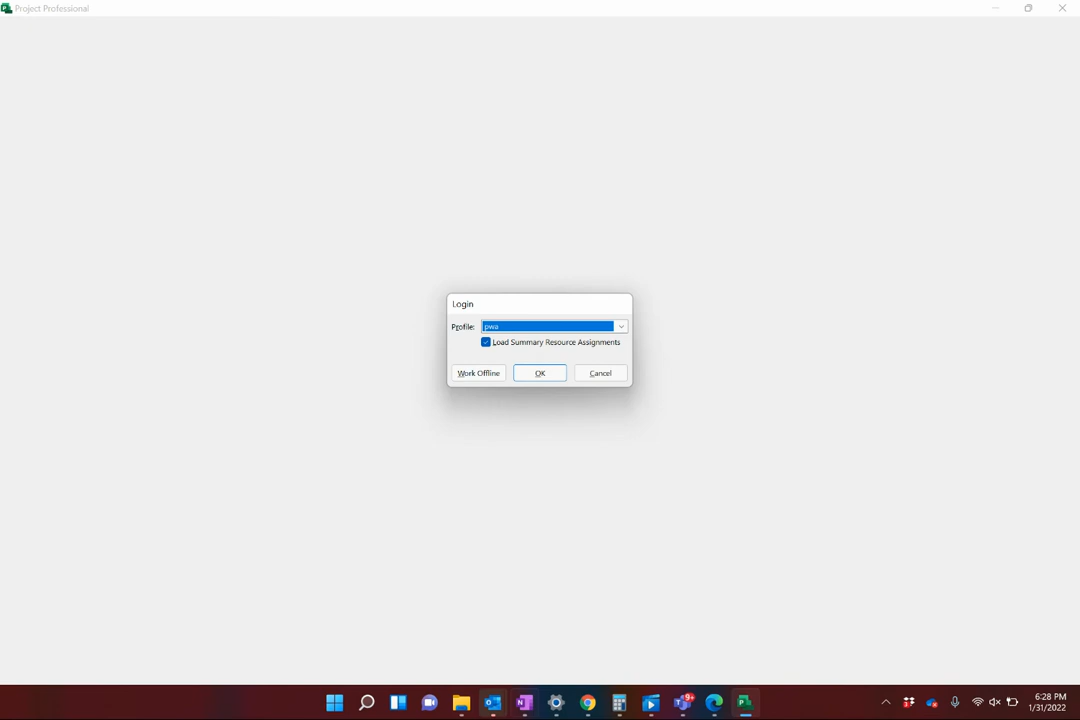 Project Professional
Login
Profile: pwa
Load Summary Resource Assignments
Work Offline OK Cancel
9+
6:28 PM
1/31/2022